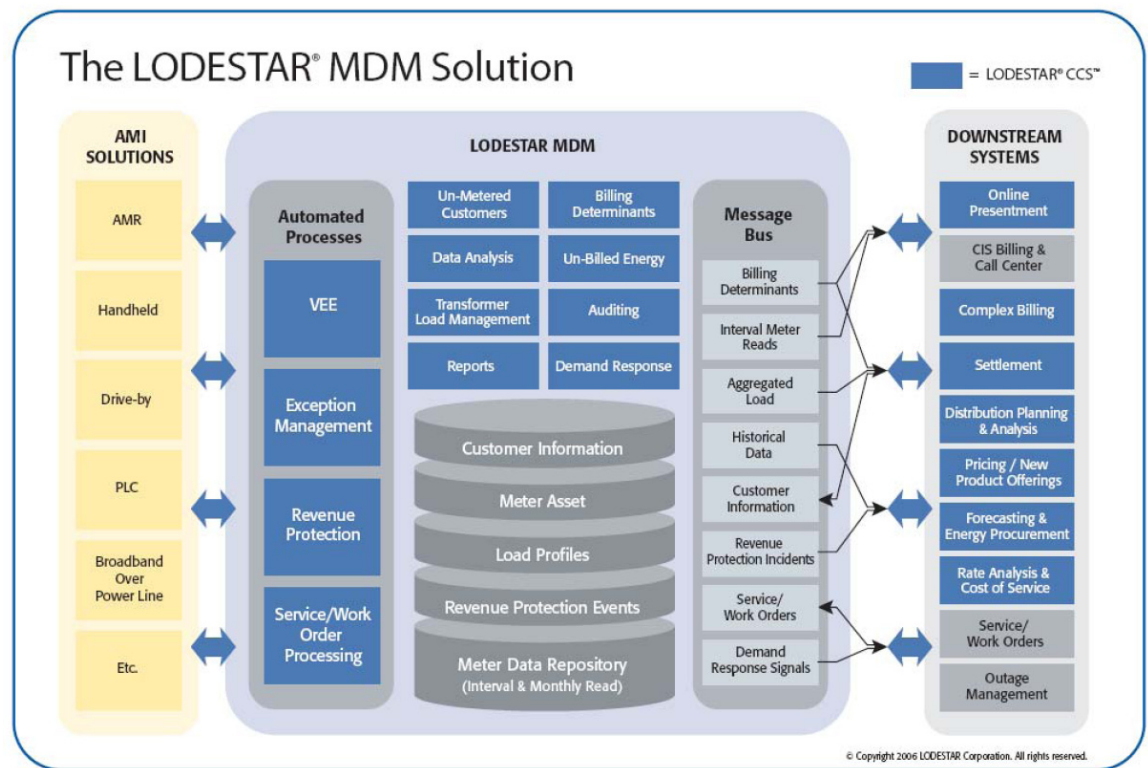 The LODESTAR® MDM Solution
= LODESTAR® CCS™
AMI
SOLUTIONS
AMR
Handheld
Drive-by
PLC
Broadband
Over
Power Line
Etc.
LODESTAR MDM
Automated
Processes
VEE
Exception
Management
Revenue
Protection
Service/Work
Order
Processing
Un-Metered
Customers
Billing
Determinants
Data Analysis
Un-Billed Energy
Transformer
Load Management
Auditing
Reports
Demand Response
Customer Information
Meter Asset
Load Profiles
Revenue Protection Events
Meter Data Repository
(Interval & Monthly Read)
Message
Bus
Billing
Determinants
Interval Meter
Reads
Aggregated
Load
Historical
Data
Customer
Information
Revenue
Protection Incidents
Service/
Work Orders
Demand
Response Signals
DOWNSTREAM
SYSTEMS
Online
Presentment
CIS Billing &
Call Center
Complex Billing
Settlement
Distribution Planning
& Analysis
Pricing / New
Product Offerings
Forecasting &
Energy Procurement
Rate Analysis &
Cost of Service
Service/
Work Orders
Outage
Management
© Copyright 2006 LODESTAR Corporation. All rights reserved.